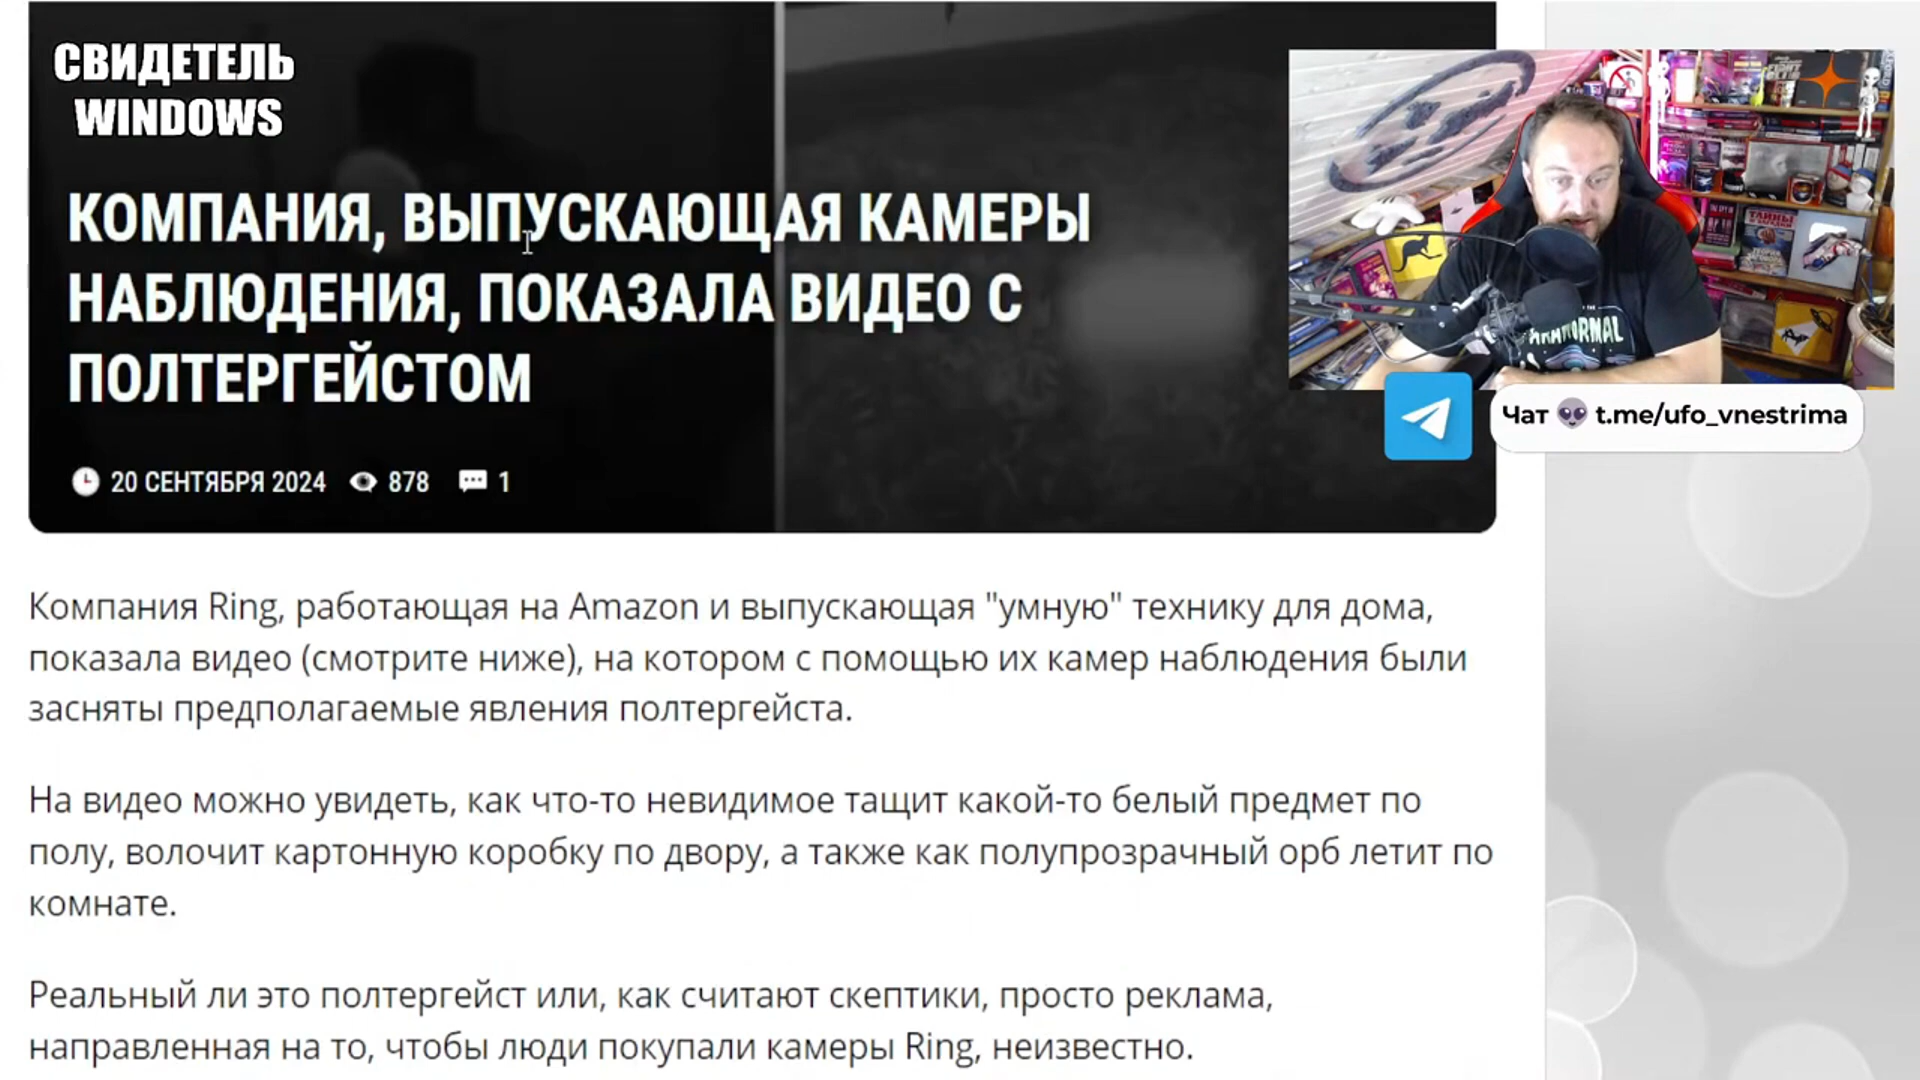 СВИДЕТЕЛЬ
WINDOWS
КОМПАНИЯ, ВЫПУСКАЮЩАЯ КАМЕРЫ
НАБЛЮДЕНИЯ, ПОКАЗАЛА ВИДЕО С
ПОЛТЕРГЕЙСТОМ
20 СЕНТЯБРЯ 2024 878 1
Чат 👽 t.me/ufo_vnestrima
Компания Ring, работающая на Amazon и выпускающая "умную" технику для дома,
показала видео (смотрите ниже), на котором с помощью их камер наблюдения были
засняты предполагаемые явления полтергейста.
На видео можно увидеть, как что-то невидимое тащит какой-то белый предмет по
полу, волочит картонную коробку по двору, а также как полупрозрачный орб летит по
комнате.
Реальный ли это полтергейст или, как считают скептики, просто реклама,
направленная на то, чтобы люди покупали камеры Ring, неизвестно.